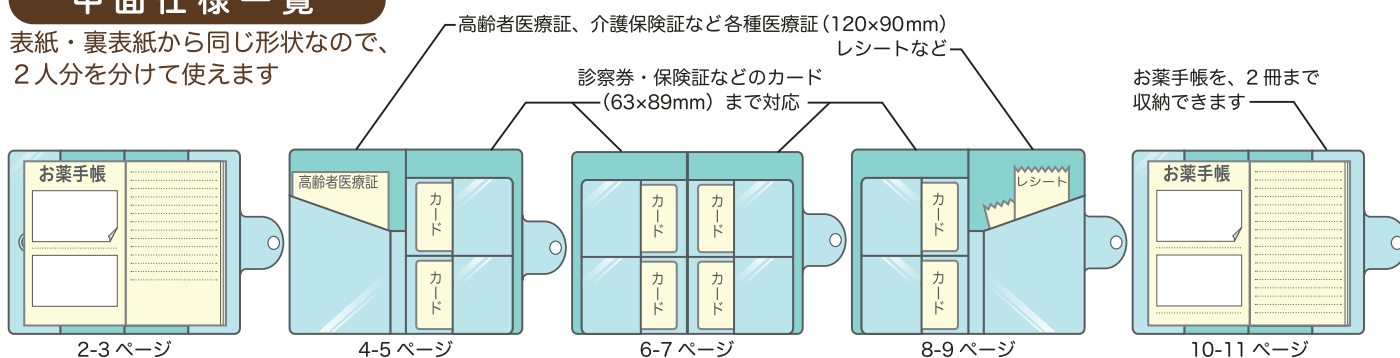 中面仕様一覧
表紙・裏表紙から同じ形状なので、
２人分を分けて使えます
高齢者医療証、介護保険証など各種医療証（120×90mm）
レシートなど
診察券・保険証などのカード
（63×89mm）まで対応
お薬手帳を、2 冊まで
収納できます
お薬手帳
2-3 ページ
高齢者医療証
カード
カード
4-5 ページ
カード
カード
カード
カード
6-7 ページ
カード
カード
レシート
8-9 ページ
お薬手帳
10-11 ページ